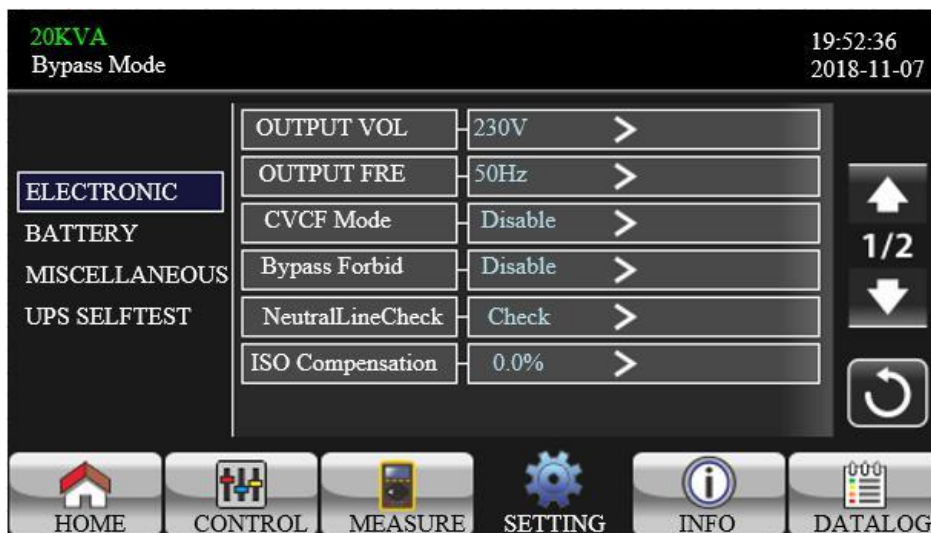 20KVA
Bypass Mode
19:52:36
2018-11-07
ELECTRONIC
BATTERY
MISCELLANEOUS
UPS SELFTEST
OUTPUT VOL 230V >
OUTPUT FRE 50Hz >
CVCF Mode Disable >
Bypass Forbid Disable >
NeutralLineCheck Check >
ISO Compensation 0.0% >
1/2
HOME CONTROL MEASURE SETTING INFO DATALOG